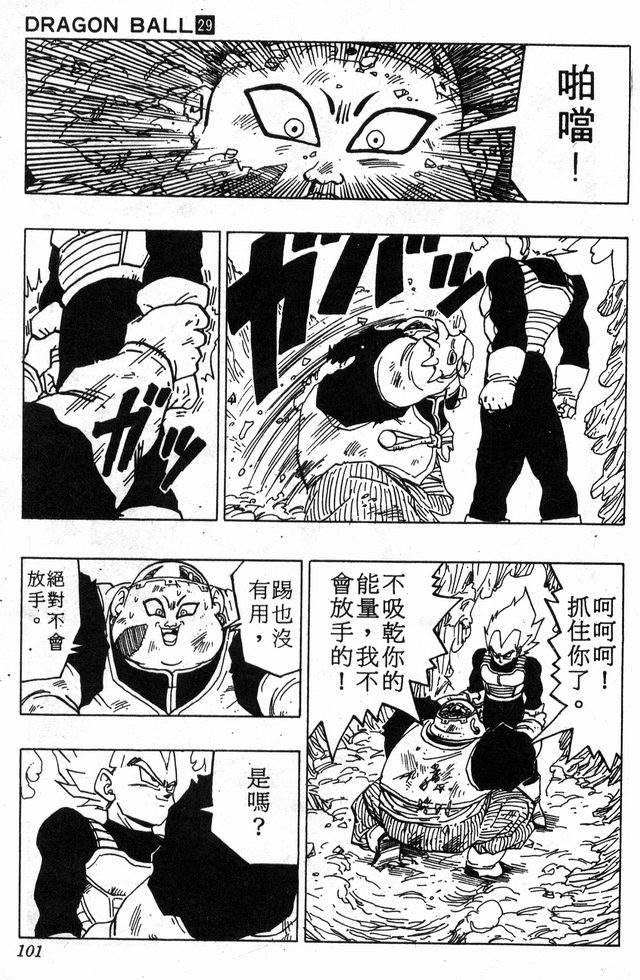 DRAGON BALL 29
啪噹！
ガバッ
ガッ
呵呵呵！
抓住你了。
不吸乾你的
能量，我不
會放手的！
踢也沒
有用，
絕對不會
放手。
是嗎？
101